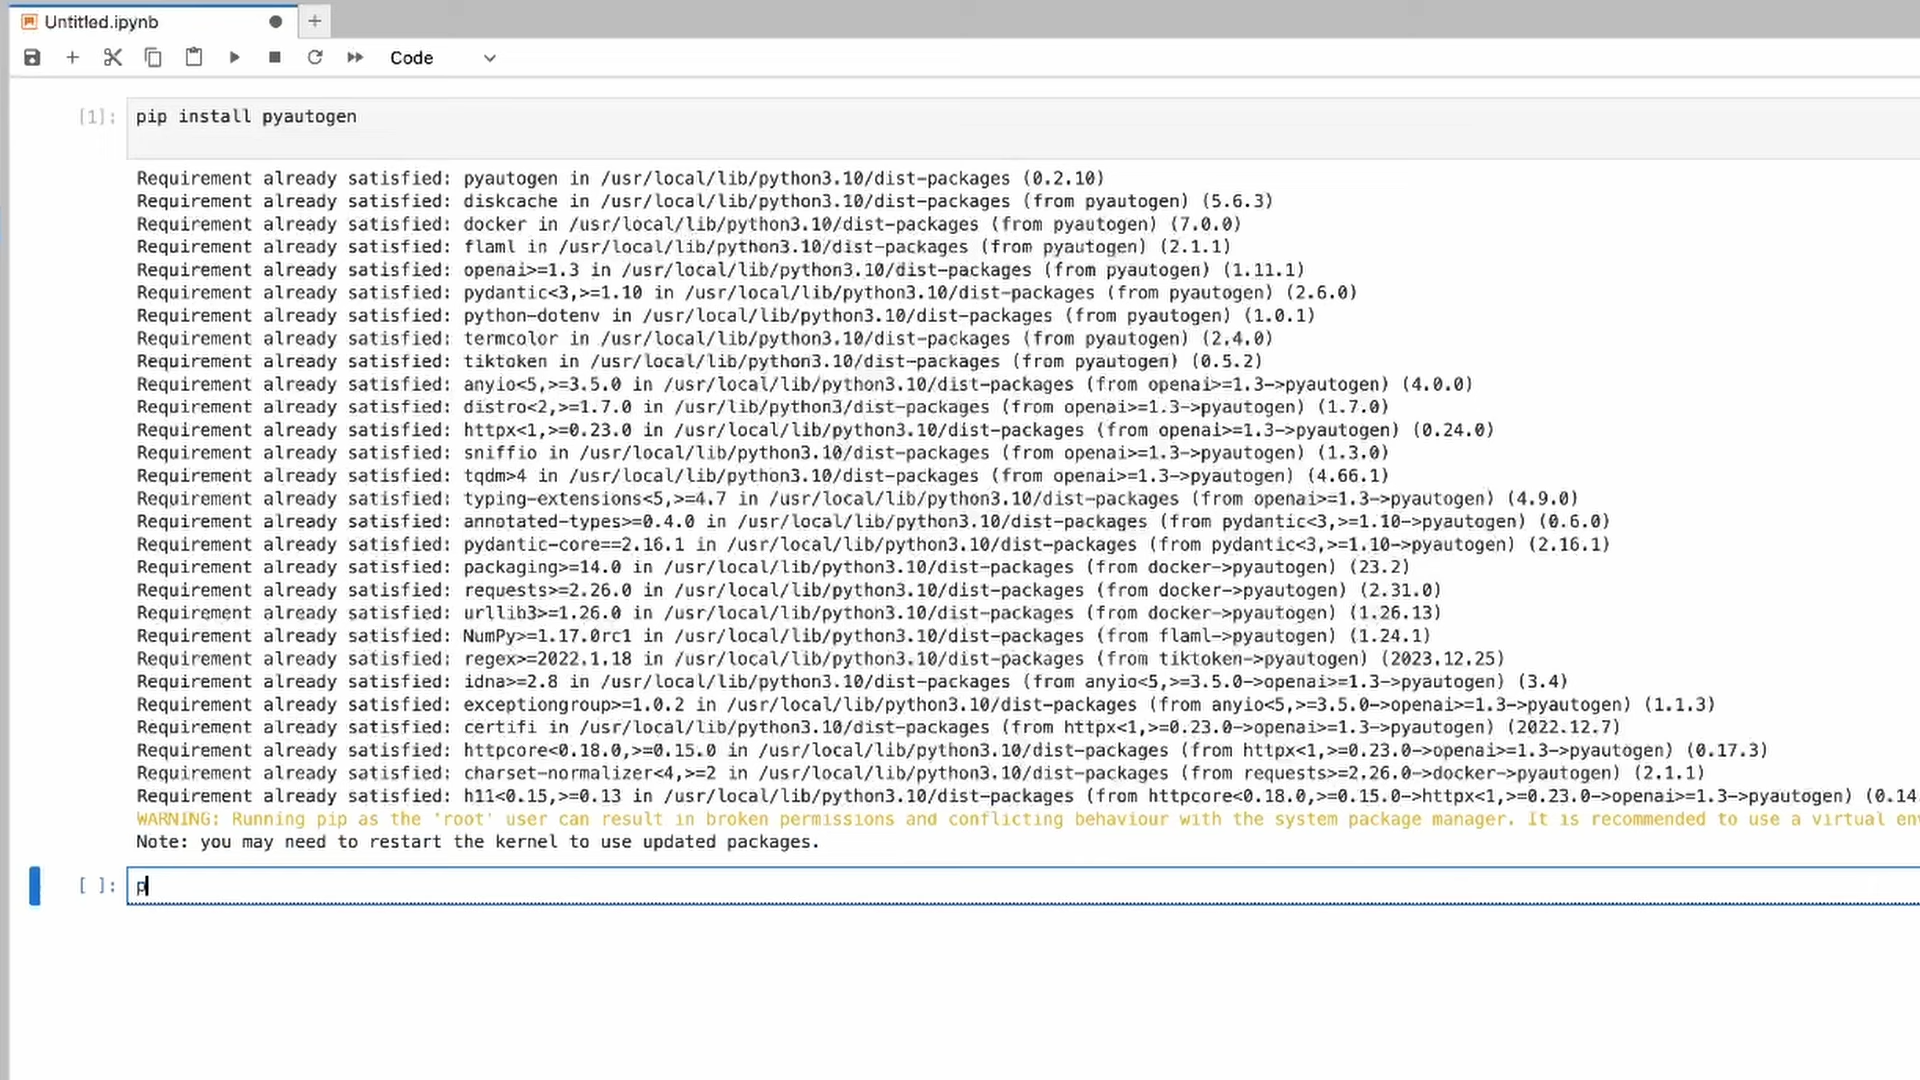 Untitled.ipynb
Code
[1]: pip install pyautogen
Requirement already satisfied: pyautogen in /usr/local/lib/python3.10/dist-packages (0.2.10)
Requirement already satisfied: diskcache in /usr/local/lib/python3.10/dist-packages (from pyautogen) (5.6.3)
Requirement already satisfied: docker in /usr/local/lib/python3.10/dist-packages (from pyautogen) (7.0.0)
Requirement already satisfied: flaml in /usr/local/lib/python3.10/dist-packages (from pyautogen) (2.1.1)
Requirement already satisfied: openai>=1.3 in /usr/local/lib/python3.10/dist-packages (from pyautogen) (1.11.1)
Requirement already satisfied: pydantic<3,>=1.10 in /usr/local/lib/python3.10/dist-packages (from pyautogen) (2.6.0)
Requirement already satisfied: python-dotenv in /usr/local/lib/python3.10/dist-packages (from pyautogen) (1.0.1)
Requirement already satisfied: termcolor in /usr/local/lib/python3.10/dist-packages (from pyautogen) (2.4.0)
Requirement already satisfied: tiktoken in /usr/local/lib/python3.10/dist-packages (from pyautogen) (0.5.2)
Requirement already satisfied: anyio<5,>=3.5.0 in /usr/local/lib/python3.10/dist-packages (from openai>=1.3->pyautogen) (4.0.0)
Requirement already satisfied: distro<2,>=1.7.0 in /usr/lib/python3/dist-packages (from openai>=1.3->pyautogen) (1.7.0)
Requirement already satisfied: httpx<1,>=0.23.0 in /usr/local/lib/python3.10/dist-packages (from openai>=1.3->pyautogen) (0.24.0)
Requirement already satisfied: sniffio in /usr/local/lib/python3.10/dist-packages (from openai>=1.3->pyautogen) (1.3.0)
Requirement already satisfied: tqdm>4 in /usr/local/lib/python3.10/dist-packages (from openai>=1.3->pyautogen) (4.66.1)
Requirement already satisfied: typing-extensions<5,>=4.7 in /usr/local/lib/python3.10/dist-packages (from openai>=1.3->pyautogen) (4.9.0)
Requirement already satisfied: annotated-types>=0.4.0 in /usr/local/lib/python3.10/dist-packages (from pydantic<3,>=1.10->pyautogen) (0.6.0)
Requirement already satisfied: pydantic-core==2.16.1 in /usr/local/lib/python3.10/dist-packages (from pydantic<3,>=1.10->pyautogen) (2.16.1)
Requirement already satisfied: packaging>=14.0 in /usr/local/lib/python3.10/dist-packages (from docker->pyautogen) (23.2)
Requirement already satisfied: requests>=2.26.0 in /usr/local/lib/python3.10/dist-packages (from docker->pyautogen) (2.31.0)
Requirement already satisfied: urllib3>=1.26.0 in /usr/local/lib/python3.10/dist-packages (from docker->pyautogen) (1.26.13)
Requirement already satisfied: NumPy>=1.17.0rc1 in /usr/local/lib/python3.10/dist-packages (from flaml->pyautogen) (1.24.1)
Requirement already satisfied: regex>=2022.1.18 in /usr/local/lib/python3.10/dist-packages (from tiktoken->pyautogen) (2023.12.25)
Requirement already satisfied: idna>=2.8 in /usr/local/lib/python3.10/dist-packages (from anyio<5,>=3.5.0->openai>=1.3->pyautogen) (3.4)
Requirement already satisfied: exceptiongroup>=1.0.2 in /usr/local/lib/python3.10/dist-packages (from anyio<5,>=3.5.0->openai>=1.3->pyautogen) (1.1.3)
Requirement already satisfied: certifi in /usr/local/lib/python3.10/dist-packages (from httpx<1,>=0.23.0->openai>=1.3->pyautogen) (2022.12.7)
Requirement already satisfied: httpcore<0.18.0,>=0.15.0 in /usr/local/lib/python3.10/dist-packages (from httpx<1,>=0.23.0->openai>=1.3->pyautogen) (0.17.3)
Requirement already satisfied: charset-normalizer<4,>=2 in /usr/local/lib/python3.10/dist-packages (from requests>=2.26.0->docker->pyautogen) (2.1.1)
Requirement already satisfied: h11<0.15,>=0.13 in /usr/local/lib/python3.10/dist-packages (from httpcore<0.18.0,>=0.15.0->httpx<1,>=0.23.0->openai>=1.3->pyautogen) (0.14
WARNING: Running pip as the 'root' user can result in broken permissions and conflicting behaviour with the system package manager. It is recommended to use a virtual en
Note: you may need to restart the kernel to use updated packages.
[ ]: p